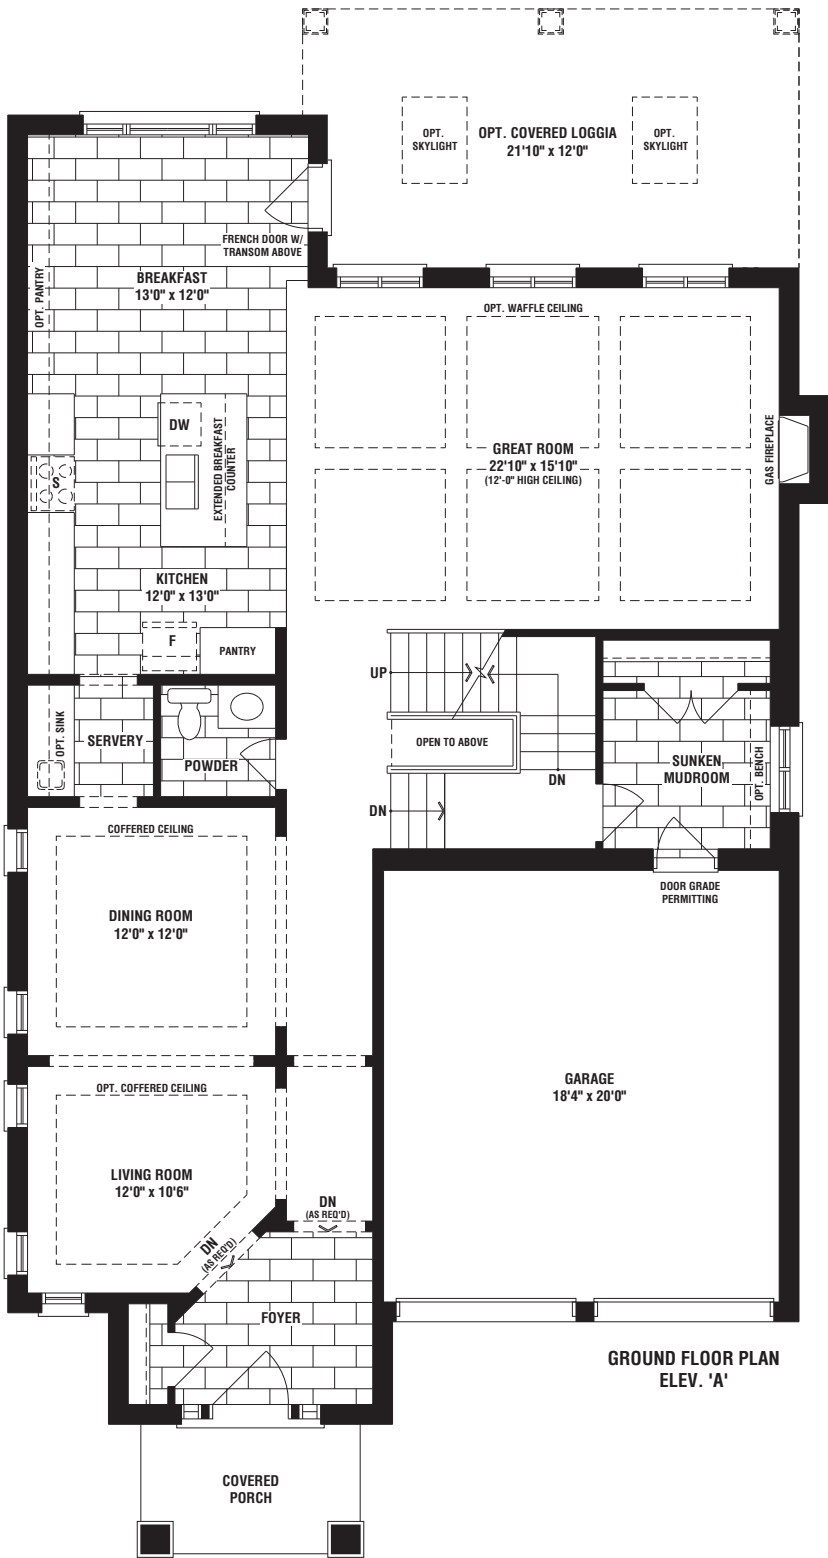 OPT.
SKYLIGHT
OPT. COVERED LOGGIA
21'10" x 12'0"
OPT.
SKYLIGHT
FRENCH DOOR W/
TRANSOM ABOVE
BREAKFAST
13'0" x 12'0"
OPT. PANTRY
OPT. WAFFLE CEILING
DW
EXTENDED BREAKFAST
COUNTER
S
GREAT ROOM
22'10" x 15'10"
(12'-0" HIGH CEILING)
GAS FIREPLACE
KITCHEN
12'0" x 13'0"
F
PANTRY
UP
OPEN TO ABOVE
DN
DN
OPT. SINK
SERVERY
POWDER
SUNKEN
MUDROOM
OPT. BENCH
COFFERED CEILING
DINING ROOM
12'0" x 12'0"
DOOR GRADE
PERMITTING
OPT. COFFERED CEILING
LIVING ROOM
12'0" x 10'6"
GARAGE
18'4" x 20'0"
DN
(AS REQ'D)
DN
(AS REQ'D)
FOYER
GROUND FLOOR PLAN
ELEV. 'A'
COVERED
PORCH